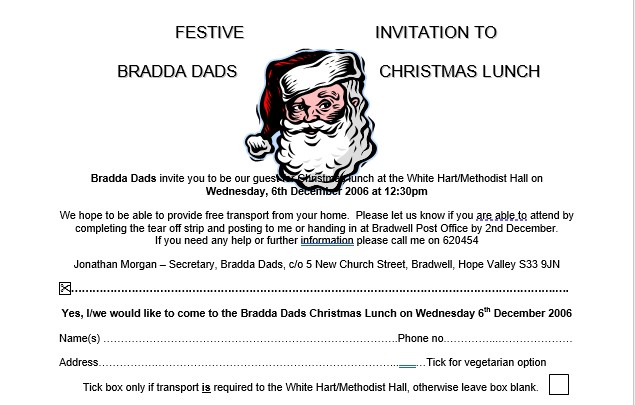 FESTIVE INVITATION TO
BRADDA DADS CHRISTMAS LUNCH
Bradda Dads invite you to be our guest for Christmas lunch at the White Hart/Methodist Hall on
Wednesday, 6th December 2006 at 12:30pm
We hope to be able to provide free transport from your home. Please let us know if you are able to attend by
completing the tear off strip and posting to me or handing in at Bradwell Post Office by 2nd December.
If you need any help or further information please call me on 620454
Jonathan Morgan – Secretary, Bradda Dads, c/o 5 New Church Street, Bradwell, Hope Valley S33 9JN
Yes, I/we would like to come to the Bradda Dads Christmas Lunch on Wednesday 6th December 2006
Name(s) ……………………………………………………………………Phone no……………………………
Address……………………………………………………………………Tick for vegetarian option
Tick box only if transport is required to the White Hart/Methodist Hall, otherwise leave box blank.